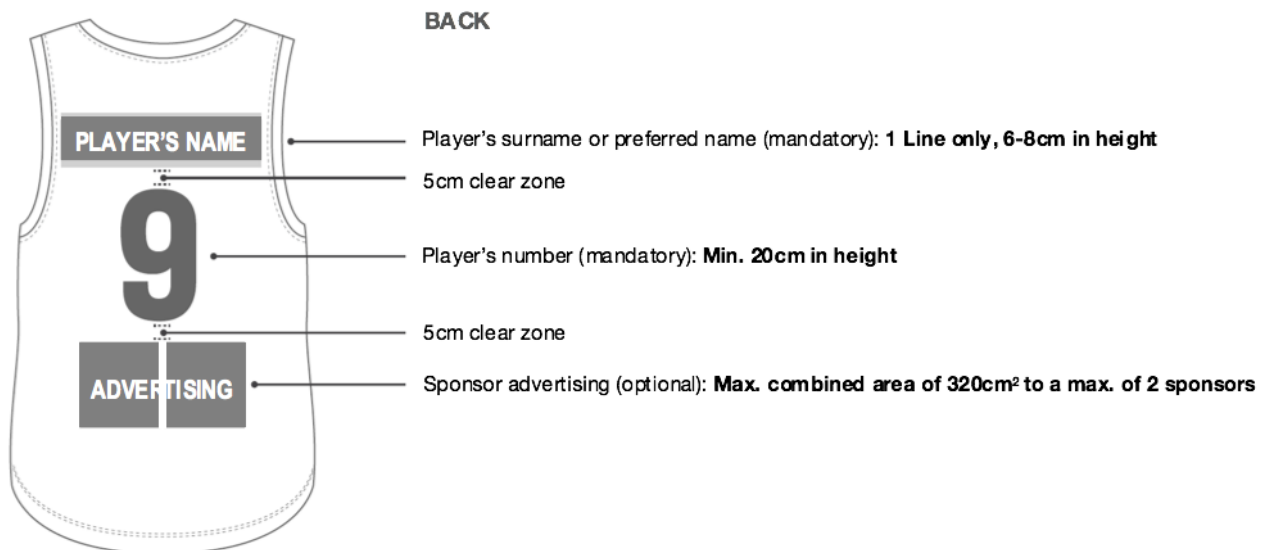 BACK
PLAYER'S NAME
Player's surname or preferred name (mandatory): 1 Line only, 6-8cm in height
5cm clear zone
9
Player's number (mandatory): Min. 20cm in height
5cm clear zone
ADVERTISING
Sponsor advertising (optional): Max. combined area of 320cm² to a max. of 2 sponsors